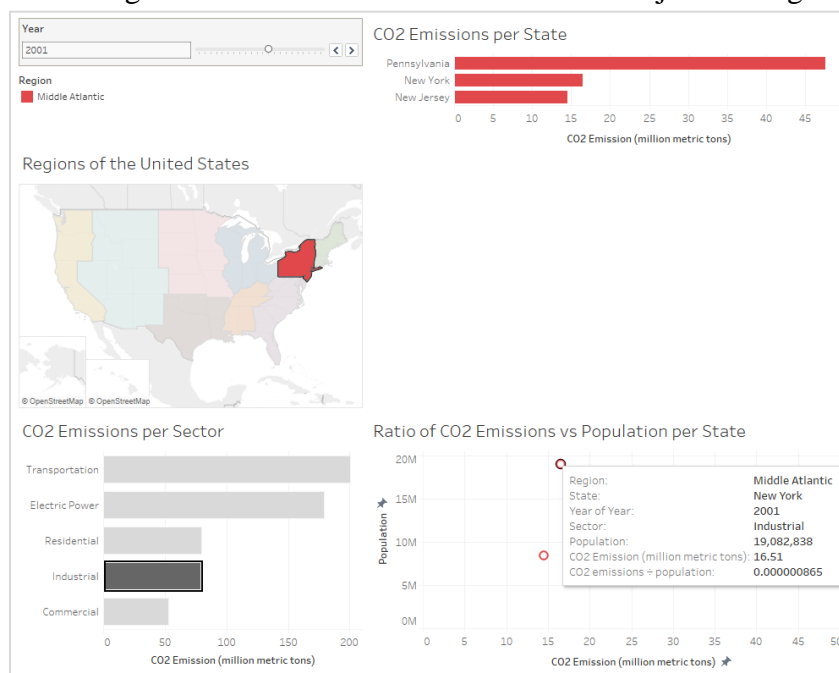 Year
2001
Region
Middle Atlantic
CO2 Emissions per State
Pennsylvania
New York
New Jersey
0 5 10 15 20 25 30 35 40 45
CO2 Emission (million metric tons)
Regions of the United States
© OpenStreetMap © OpenStreetMap
CO2 Emissions per Sector
Transportation
Electric Power
Residential
Industrial
Commercial
0 50 100 150 200
CO2 Emission (million metric tons)
Ratio of CO2 Emissions vs Population per State
Population
20M
15M
10M
5M
0M
Region: Middle Atlantic
State: New York
Year of Year: 2001
Sector: Industrial
Population: 19,082,838
CO2 Emission (million metric tons): 16.51
CO2 emissions ÷ population: 0.000000865
0 5 10 15 20 25 30 35 40 45 50
CO2 Emission (million metric tons)